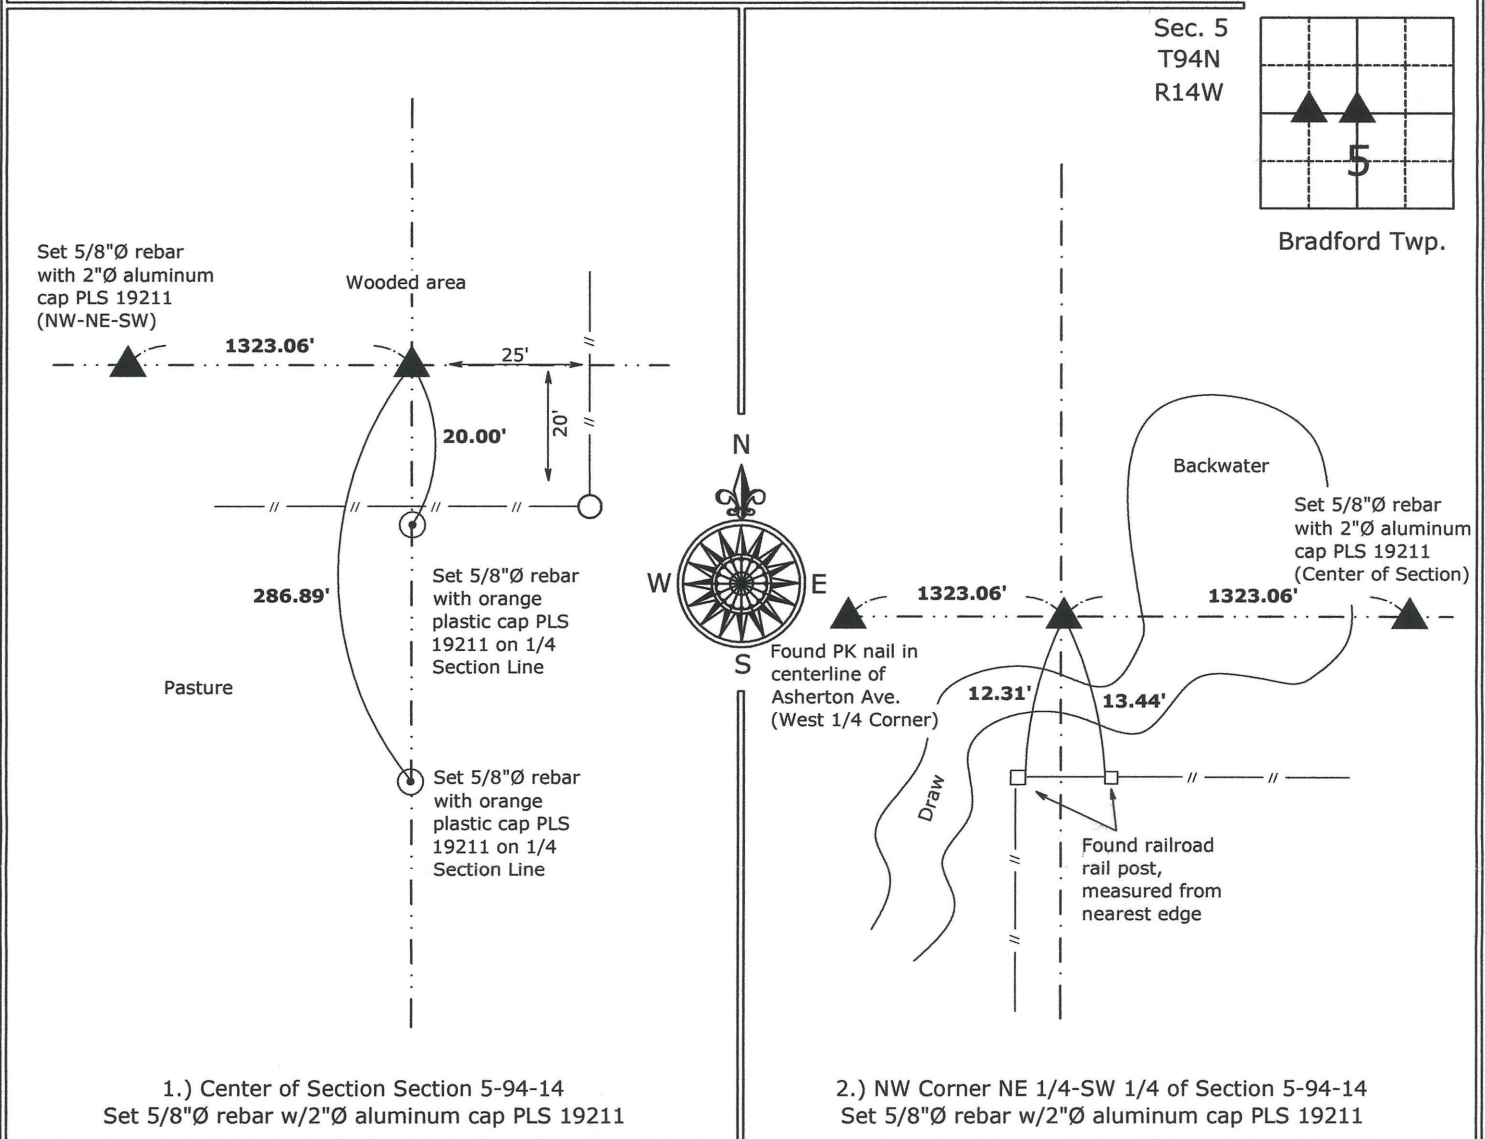 Sec. 5
T94N
R14W
5
Bradford Twp.
Set 5/8"Ø rebar
with 2"Ø aluminum
cap PLS 19211
(NW-NE-SW)
Wooded area
1323.06'
25'
20'
20.00'
286.89'
Set 5/8"Ø rebar
with orange
plastic cap PLS
19211 on 1/4
Section Line
Pasture
Set 5/8"Ø rebar
with orange
plastic cap PLS
19211 on 1/4
Section Line
1.) Center of Section Section 5-94-14
Set 5/8"Ø rebar w/2"Ø aluminum cap PLS 19211
N
W
E
S
Backwater
Set 5/8"Ø rebar
with 2"Ø aluminum
cap PLS 19211
(Center of Section)
1323.06'
1323.06'
Found PK nail in
centerline of
Asherton Ave.
(West 1/4 Corner)
12.31'
13.44'
Draw
Found railroad
rail post,
measured from
nearest edge
2.) NW Corner NE 1/4-SW 1/4 of Section 5-94-14
Set 5/8"Ø rebar w/2"Ø aluminum cap PLS 19211